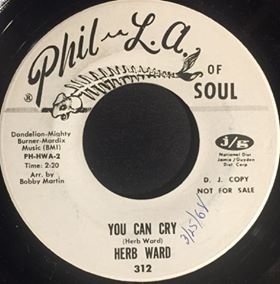 Phil L.A.
OF
SOUL
®
Dandelion-Mighty
Burner-Mardix
Music (BMI)
PH-HWA-2
Time: 2:20
Arr. by
Bobby Martin
j/g
National Dist
Jamie/Guyden
Dist. Corp
D. J. COPY
NOT FOR SALE
YOU CAN CRY
(Herb Ward)
HERB WARD
312